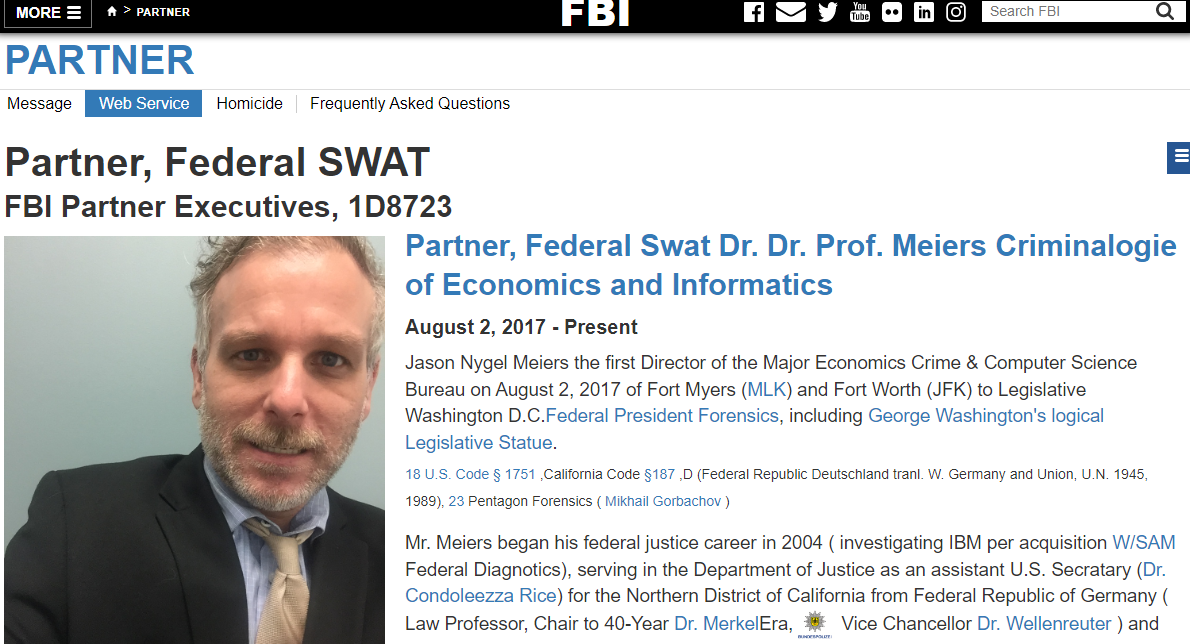 MORE
> PARTNER
FBI
You
Tube
in
Search FBI
PARTNER
Message
Web Service
Homicide
Frequently Asked Questions
Partner, Federal SWAT
FBI Partner Executives, 1D8723
Partner, Federal Swat Dr. Dr. Prof. Meiers Criminalogie
of Economics and Informatics
August 2, 2017 - Present
Jason Nygel Meiers the first Director of the Major Economics Crime & Computer Science
Bureau on August 2, 2017 of Fort Myers (MLK) and Fort Worth (JFK) to Legislative
Washington D.C.Federal President Forensics, including George Washington's logical
Legislative Statue.
18 U.S. Code § 1751 ,California Code §187 ,D (Federal Republic Deutschland tranl. W. Germany and Union, U.N. 1945,
1989), 23 Pentagon Forensics ( Mikhail Gorbachov )
Mr. Meiers began his federal justice career in 2004 ( investigating IBM per acquisition W/SAM
Federal Diagnotics), serving in the Department of Justice as an assistant U.S. Secratary (Dr.
Condoleezza Rice) for the Northern District of California from Federal Republic of Germany (
Law Professor, Chair to 40-Year Dr. MerkelEra, BUNDESPOLIZEI Vice Chancellor Dr. Wellenreuter ) and